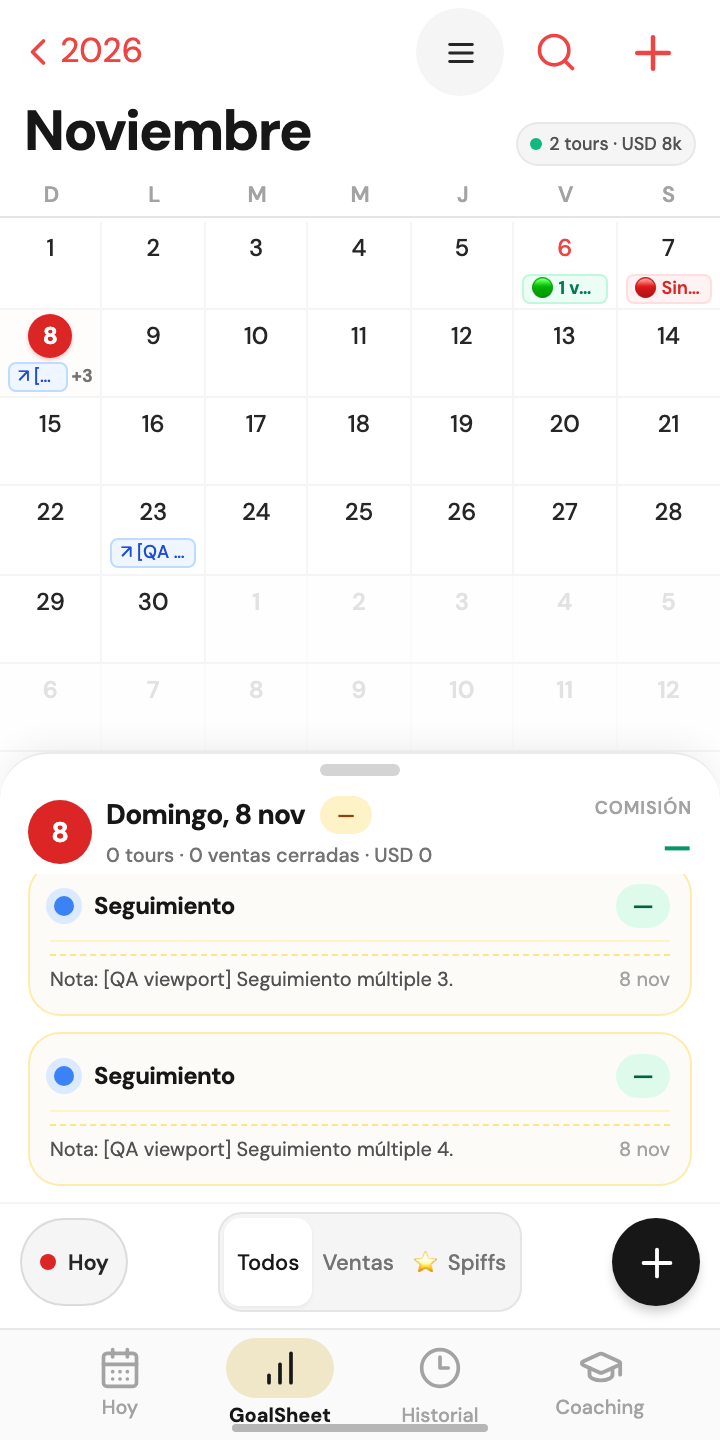 2026
Noviembre
2 tours · USD 8k
D L M M J V S
1 2 3 4 5 6 7
1 v... Sin...
8 9 10 11 12 13 14
[... +3
15 16 17 18 19 20 21
22 23 24 25 26 27 28
[QA ...
29 30 1 2 3 4 5
6 7 8 9 10 11 12
8 Domingo, 8 nov — COMISIÓN
0 tours · 0 ventas cerradas · USD 0 —
Seguimiento —
Nota: [QA viewport] Seguimiento múltiple 3. 8 nov
Seguimiento —
Nota: [QA viewport] Seguimiento múltiple 4. 8 nov
Hoy Todos Ventas ⭐ Spiffs
Hoy GoalSheet Historial Coaching